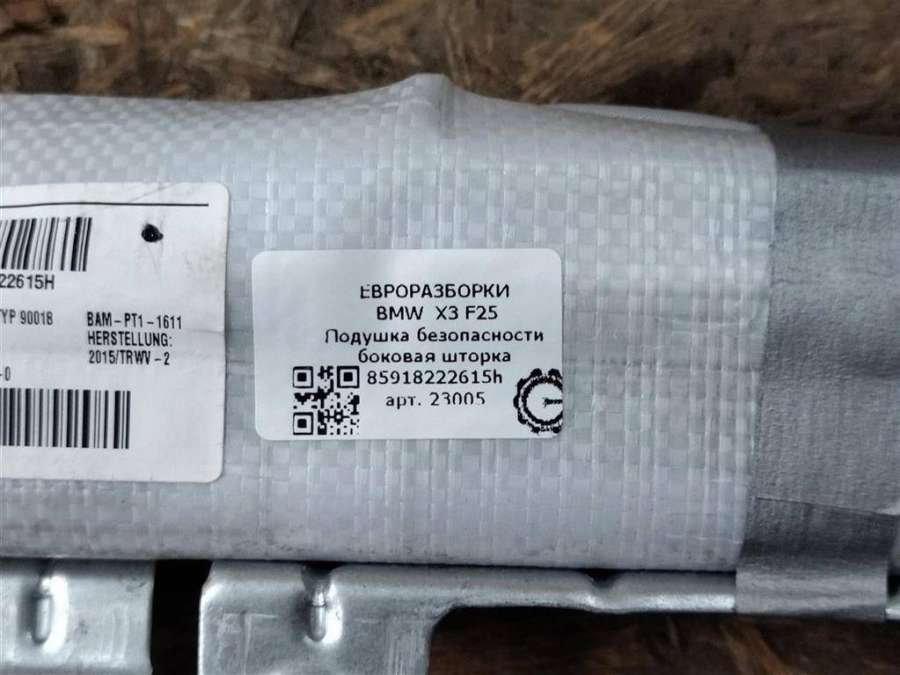 22615H
TYP 90018
BAM-PT1-1611
HERSTELLUNG:
2015/TRWV-2
-0
ЕВРОРАЗБОРКИ
BMW X3 F25
Подушка безопасности
боковая шторка
85918222615h
арт. 23005